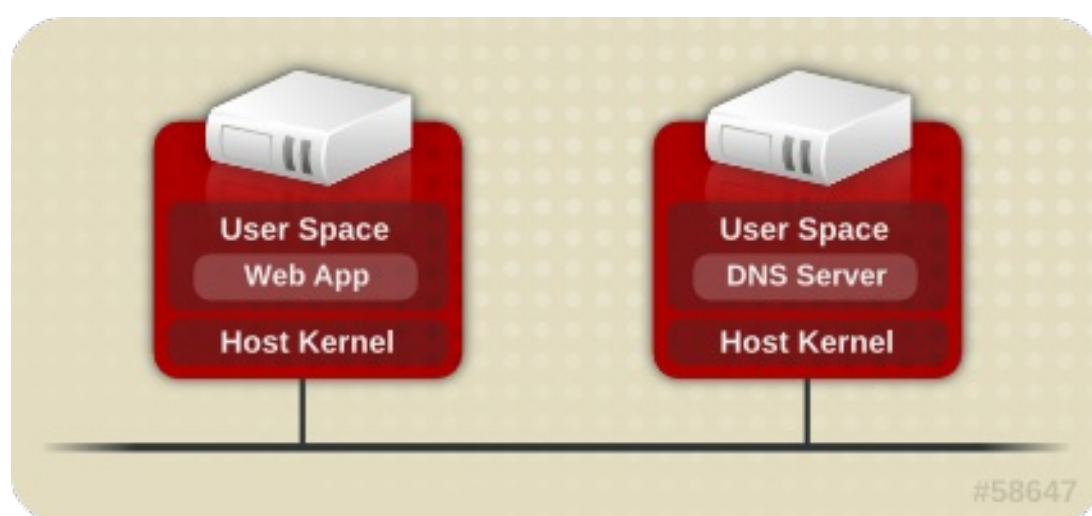 User Space
Web App
Host Kernel
User Space
DNS Server
Host Kernel
#58647